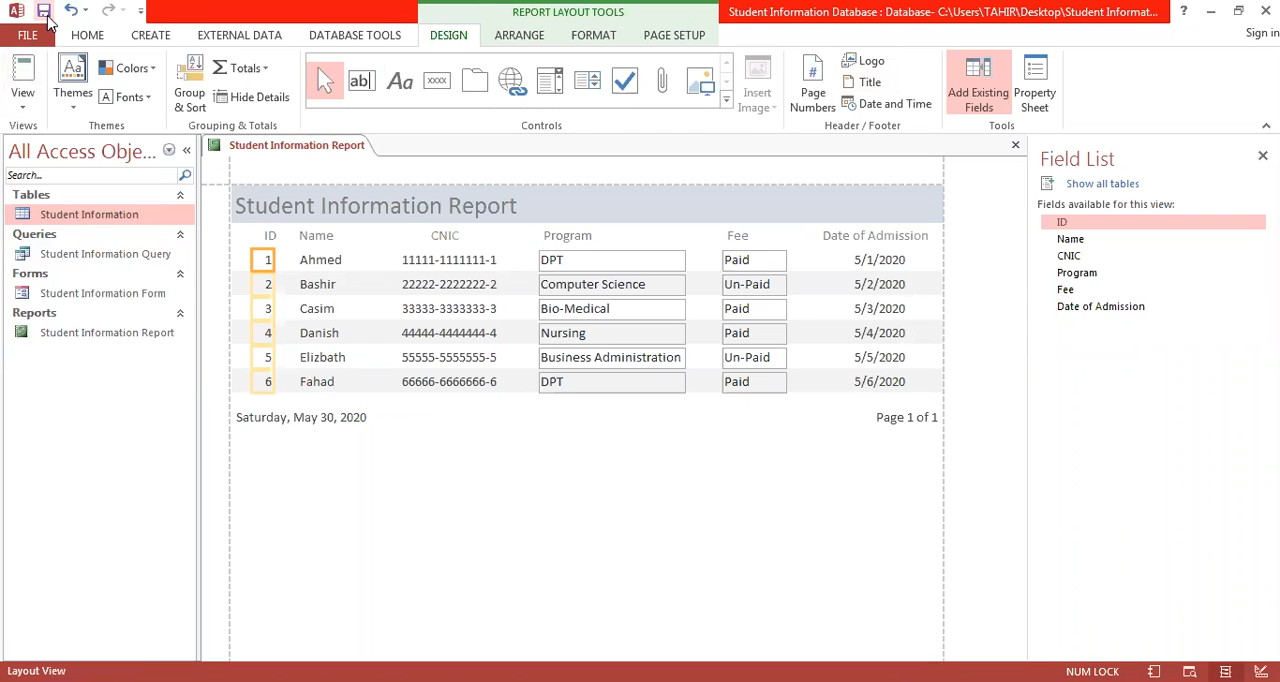 REPORT LAYOUT TOOLS
Student Information Database : Database- C:\Users\TAHIR\Desktop\Student Informat...
?
FILE HOME CREATE EXTERNAL DATA DATABASE TOOLS DESIGN ARRANGE FORMAT PAGE SETUP Sign in
View
Views
Aa
Themes
Colors
A Fonts
Themes
Group & Sort
Σ Totals
Hide Details
Grouping & Totals
ab|
Aa
xxxx
Insert Image
Controls
#
Page Numbers
Logo
Title
Date and Time
Header / Footer
Add Existing Fields
Property Sheet
Tools
All Access Obje... «
Search...
Tables
Student Information
Queries
Student Information Query
Forms
Student Information Form
Reports
Student Information Report
Student Information Report
Student Information Report
ID Name CNIC Program Fee Date of Admission
1 Ahmed 11111-1111111-1 DPT Paid 5/1/2020
2 Bashir 22222-2222222-2 Computer Science Un-Paid 5/2/2020
3 Casim 33333-3333333-3 Bio-Medical Paid 5/3/2020
4 Danish 44444-4444444-4 Nursing Paid 5/4/2020
5 Elizbath 55555-5555555-5 Business Administration Un-Paid 5/5/2020
6 Fahad 66666-6666666-6 DPT Paid 5/6/2020
Saturday, May 30, 2020 Page 1 of 1
Field List
Show all tables
Fields available for this view:
ID
Name
CNIC
Program
Fee
Date of Admission
Layout View NUM LOCK